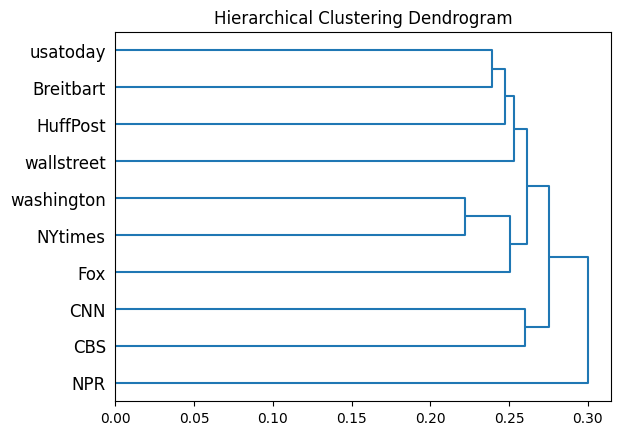 Hierarchical Clustering Dendrogram
usatoday
Breitbart
HuffPost
wallstreet
washington
NYtimes
Fox
CNN
CBS
NPR
0.00 0.05 0.10 0.15 0.20 0.25 0.30